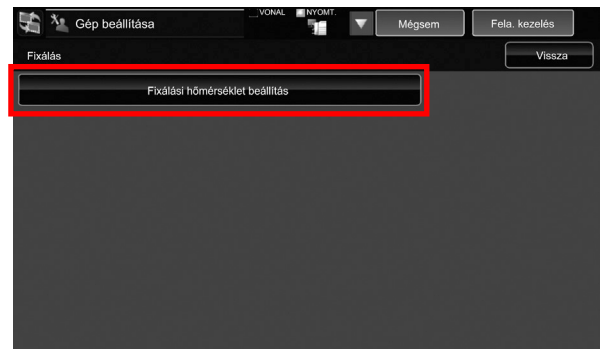 Gép beállítása
VONAL NYOMT.
Mégsem
Fela. kezelés
Fixálás
Vissza
Fixálási hőmérséklet beállítás